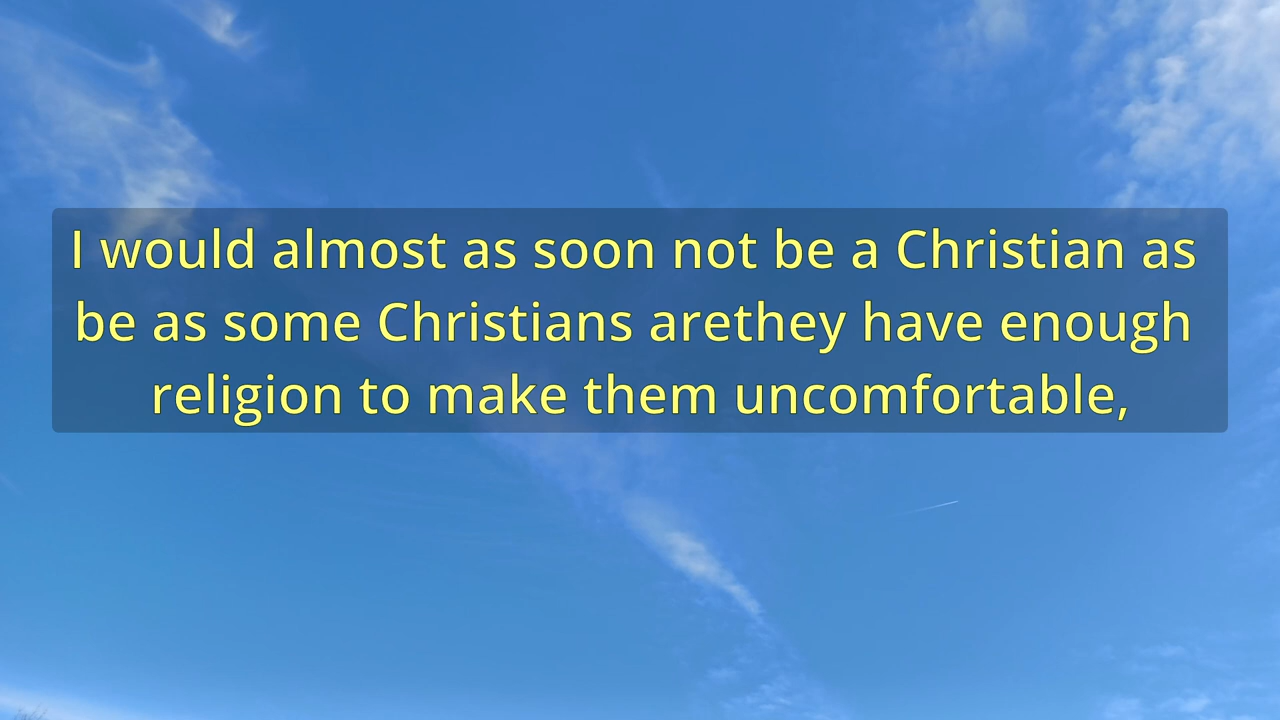 I would almost as soon not be a Christian as
be as some Christians arethey have enough
religion to make them uncomfortable,